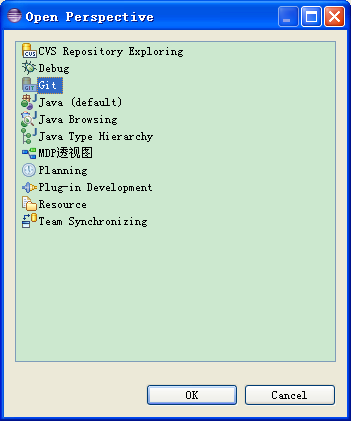 Open Perspective
CVS Repository Exploring
Debug
Git
Java (default)
Java Browsing
Java Type Hierarchy
MDP透视图
Planning
Plug-in Development
Resource
Team Synchronizing
OK
Cancel